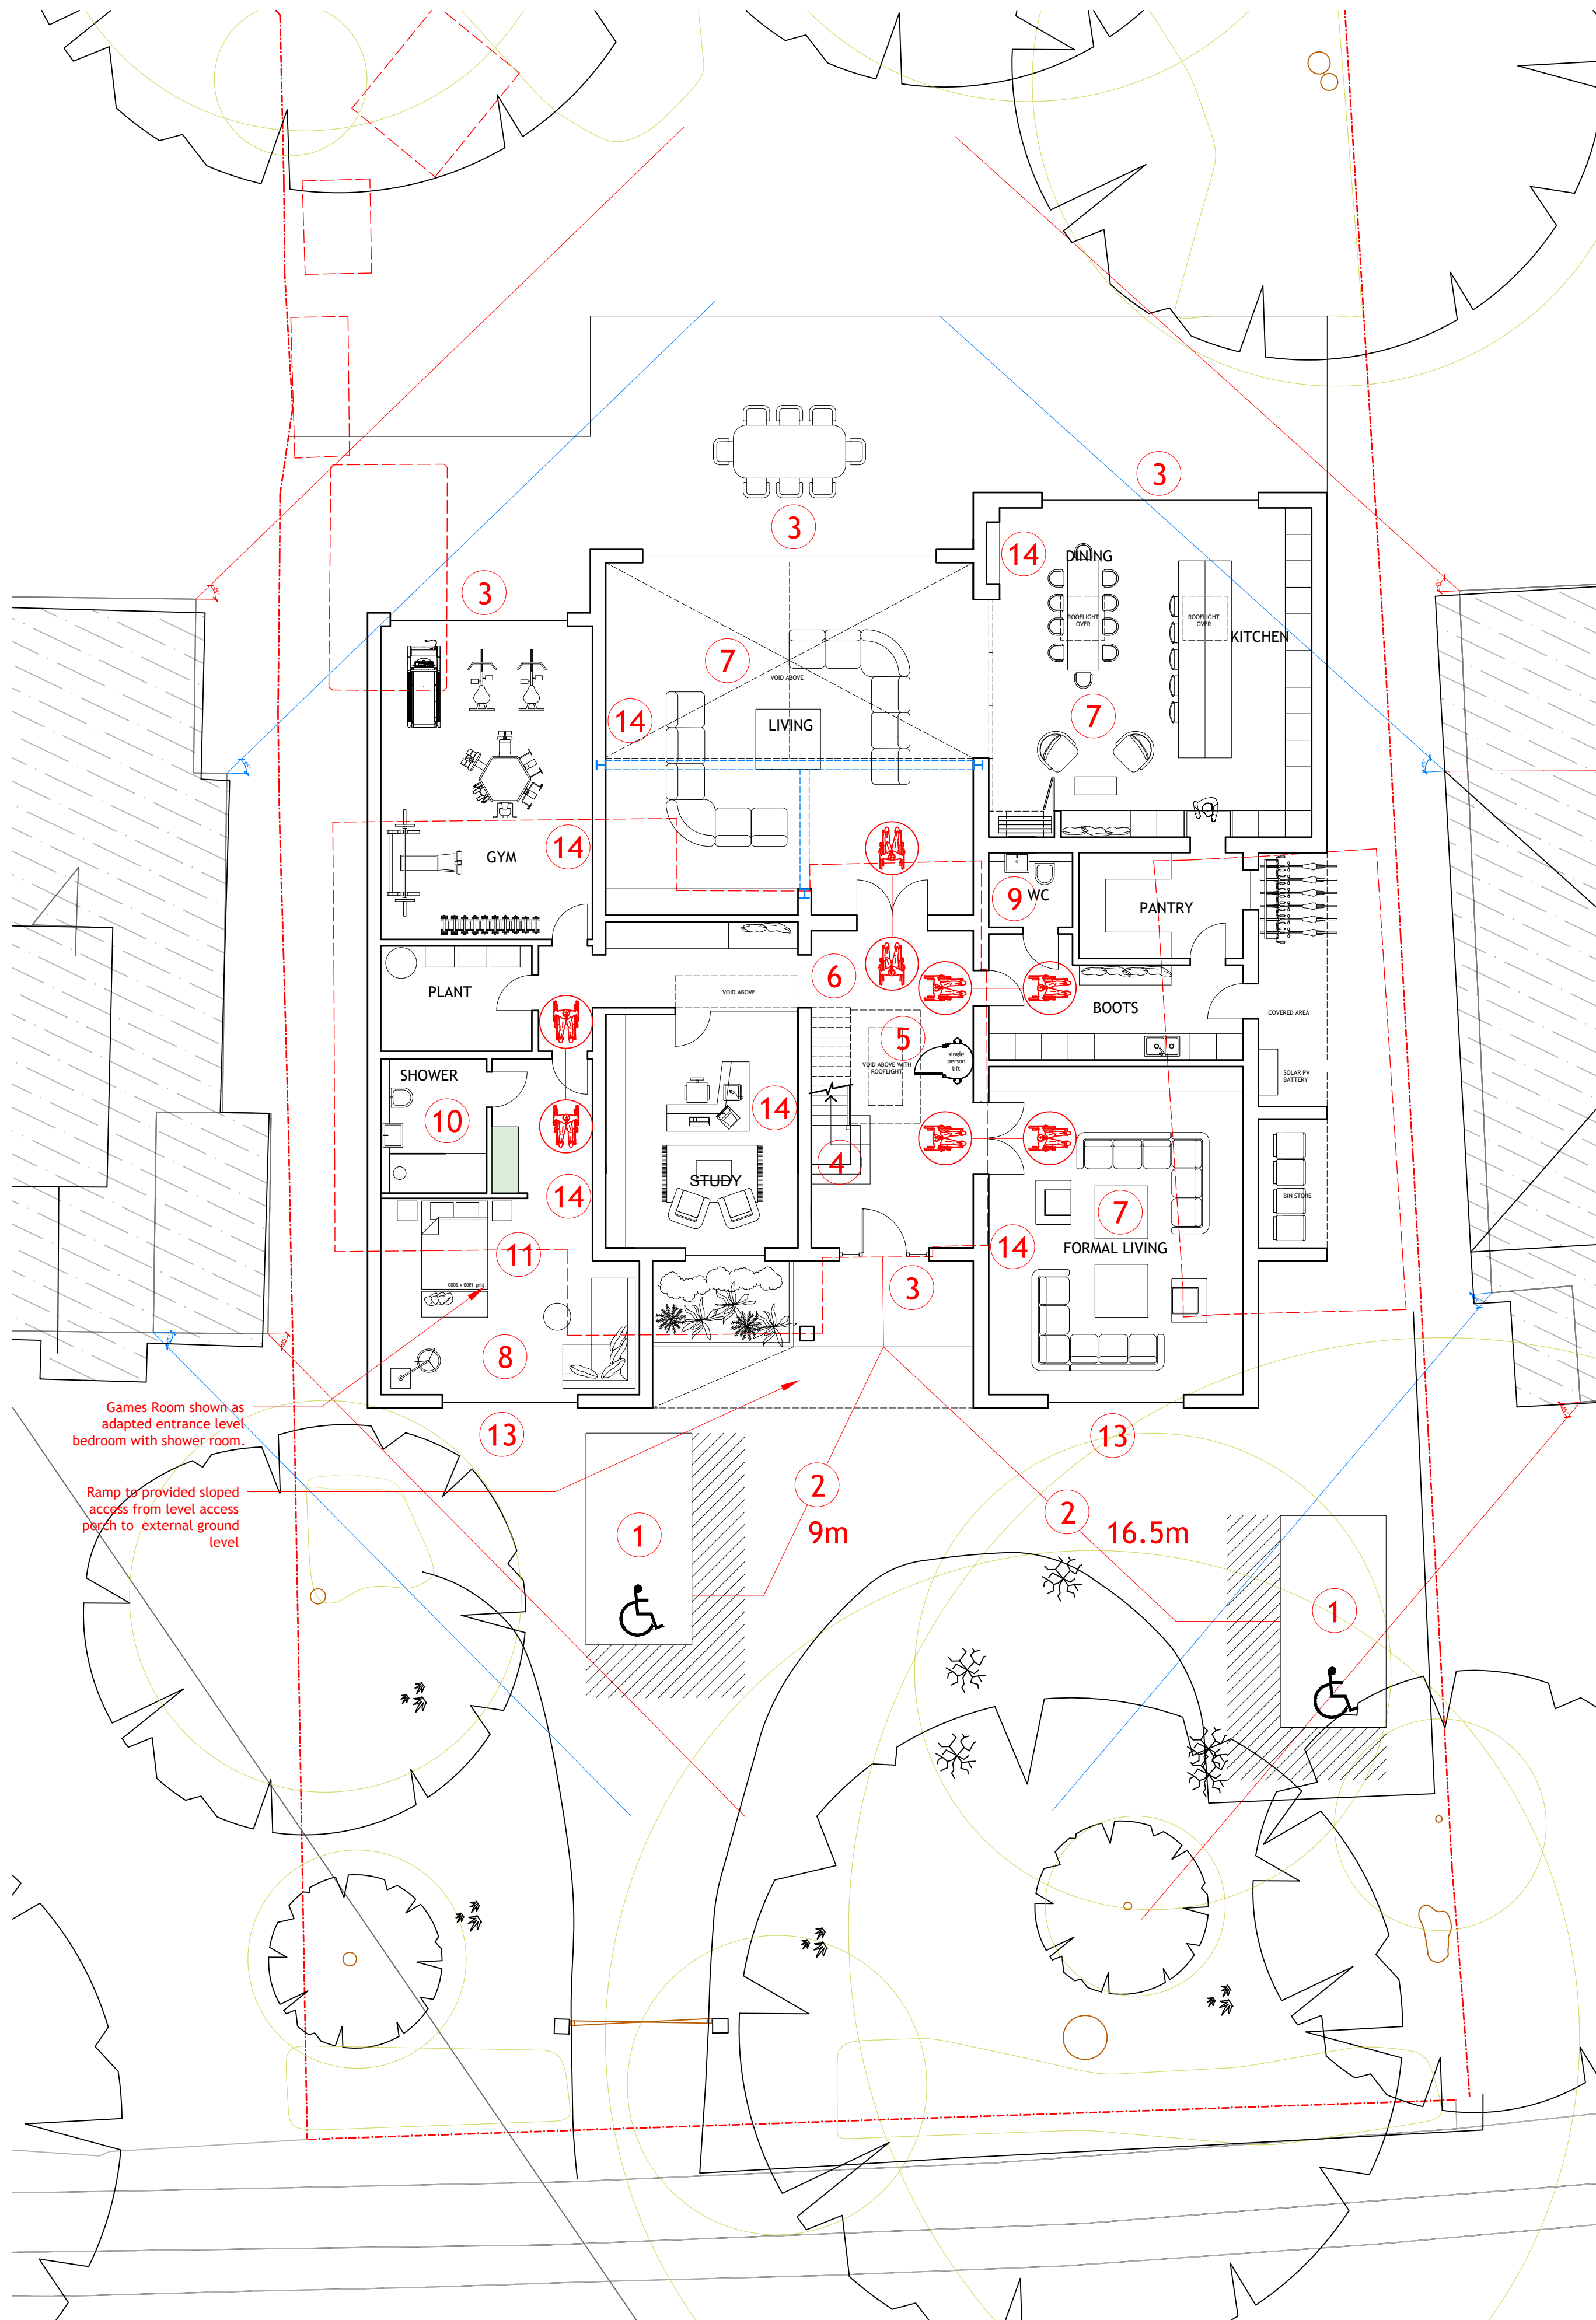 3
3
14
DINING
3
ROOFLIGHT
OVER
ROOFLIGHT
OVER
KITCHEN
7
VOID ABOVE
14
LIVING
7
14
GYM
9
WC
PANTRY
6
PLANT
VOID ABOVE
BOOTS
COVERED AREA
5
single
person
lift
VOID ABOVE WITH
ROOFLIGHT
SHOWER
SOLAR PV
BATTERY
10
14
4
STUDY
14
BIN STORE
7
14
FORMAL LIVING
11
King 1500 x 2000
3
8
Games Room shown as
adapted entrance level
bedroom with shower room.
13
13
Ramp to provided sloped
access from level access
porch to external ground
level
2
9m
2
16.5m
1
1